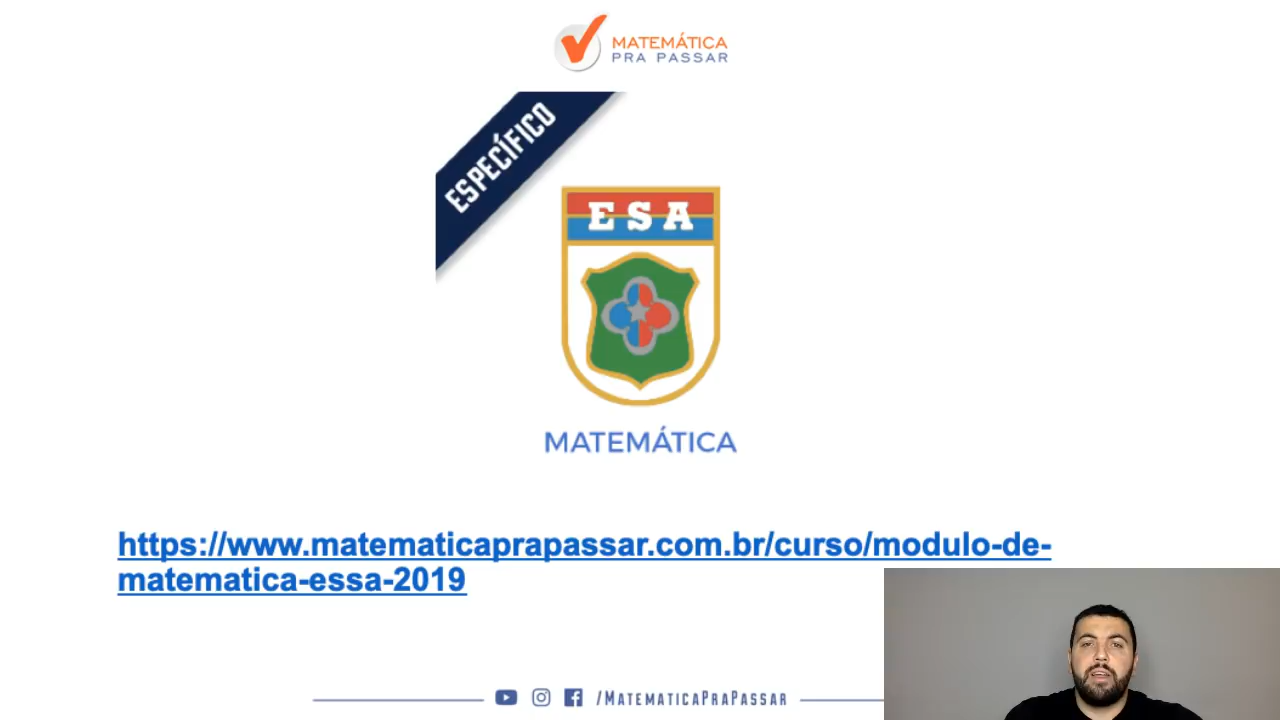 MATEMÁTICA
PRA PASSAR
ESPECÍFICO
ESA
MATEMÁTICA
https://www.matematicaprapassar.com.br/curso/modulo-de-
matematica-essa-2019
/MATEMATICAPRAPASSAR